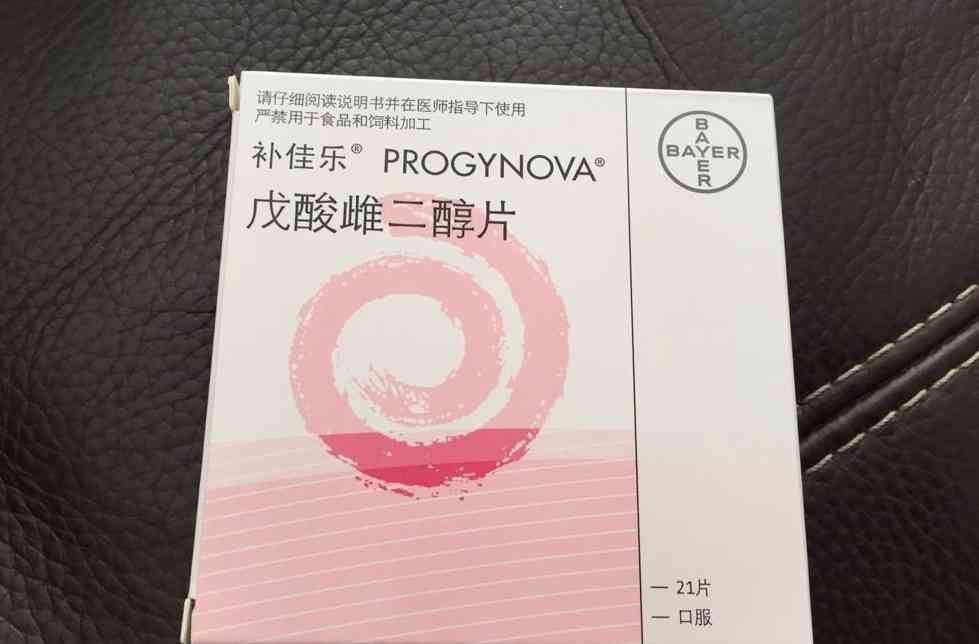 请仔细阅读说明书并在医师指导下使用
严禁用于食品和饲料加工
补佳乐® PROGYNOVA®
戊酸雌二醇片
BAYER
BAYER
— 21片
— 口服